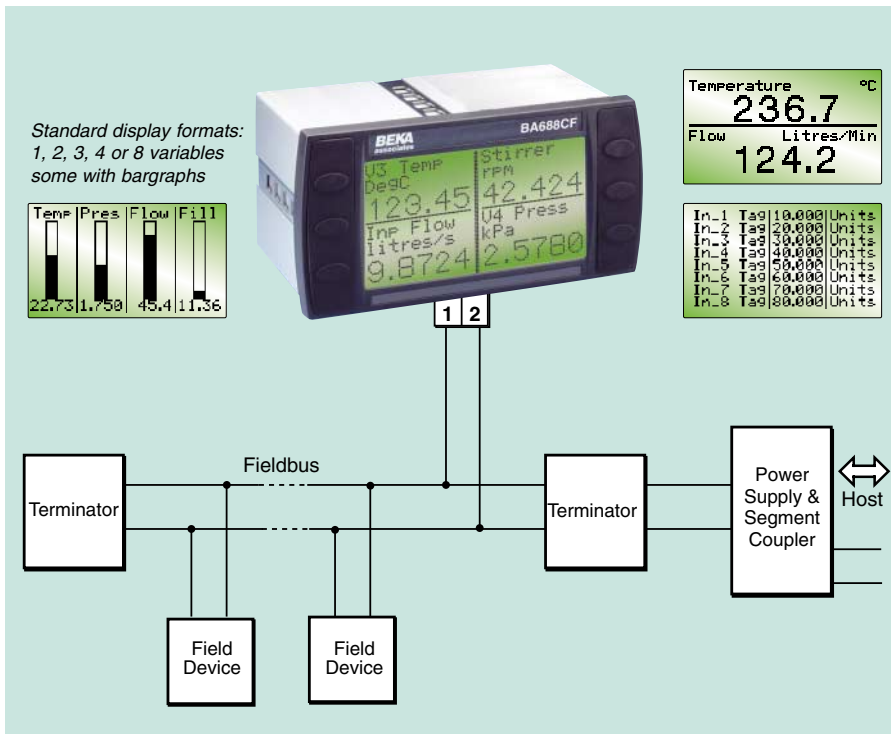 Standard display formats:
1, 2, 3, 4 or 8 variables
some with bargraphs
Temp|Pres|Flow|Fill
22.73|1.750|45.4|11.36
BEKA
associates
BA688CF
V3 Temp
DegC
123.45
Stirrer
rpm
42.424
Inp Flow
litres/s
9.8724
V4 Press
kPa
2.5780
Temperature °C
236.7
Flow Litres/Min
124.2
In_1 Tag|10.000|Units
In_2 Tag|20.000|Units
In_3 Tag|30.000|Units
In_4 Tag|40.000|Units
In_5 Tag|50.000|Units
In_6 Tag|60.000|Units
In_7 Tag|70.000|Units
In_8 Tag|80.000|Units
1 2
Fieldbus
Terminator
Terminator
Power
Supply &
Segment
Coupler
Host
Field
Device
Field
Device